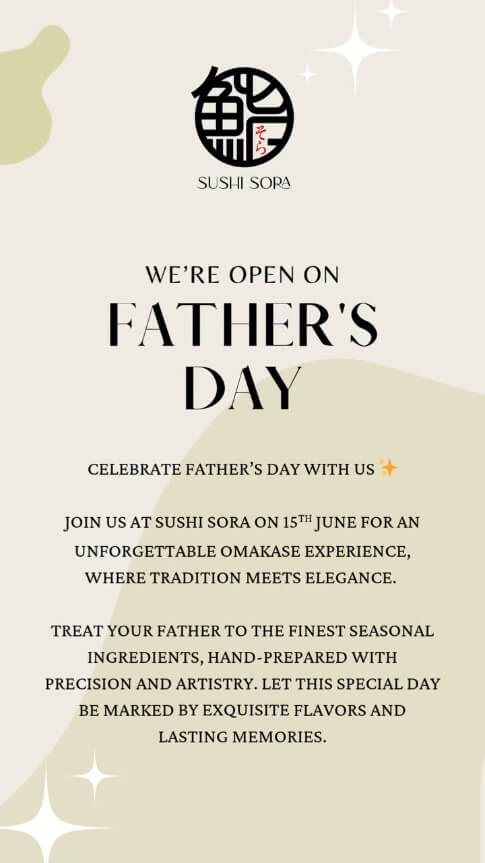 鮨
そら
SUSHI SORA
WE'RE OPEN ON
FATHER'S
DAY
CELEBRATE FATHER'S DAY WITH US ✨
JOIN US AT SUSHI SORA ON 15TH JUNE FOR AN
UNFORGETTABLE OMAKASE EXPERIENCE,
WHERE TRADITION MEETS ELEGANCE.
TREAT YOUR FATHER TO THE FINEST SEASONAL
INGREDIENTS, HAND-PREPARED WITH
PRECISION AND ARTISTRY. LET THIS SPECIAL DAY
BE MARKED BY EXQUISITE FLAVORS AND
LASTING MEMORIES.